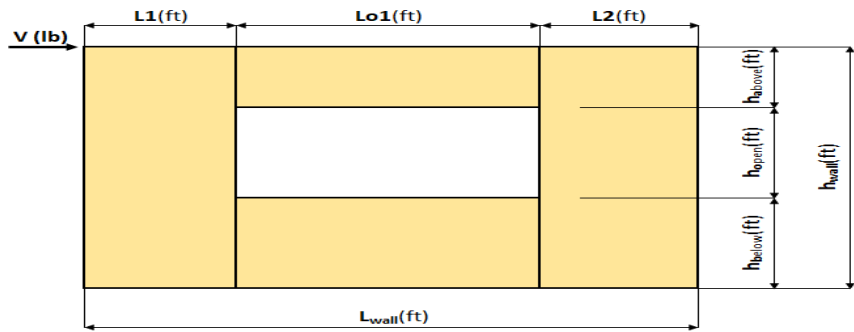 L1(ft) Lo1(ft) L2(ft)
V (lb)
habove(ft)
hopen(ft)
hwall(ft)
hbelow(ft)
Lwall(ft)